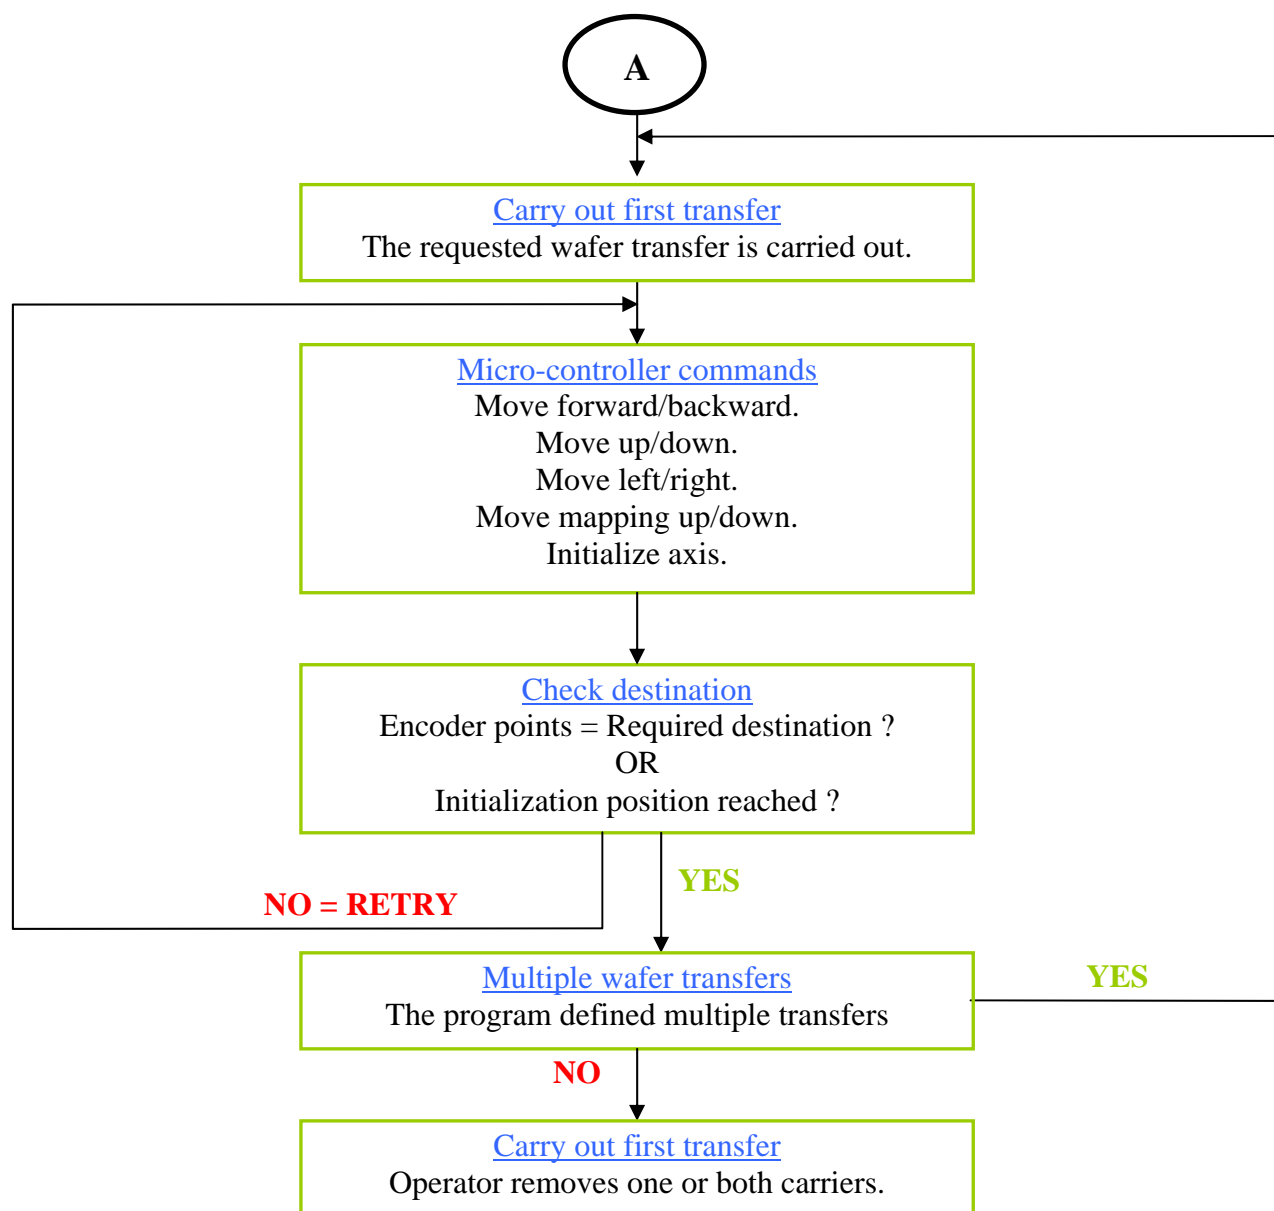 A
Carry out first transfer
The requested wafer transfer is carried out.
Micro-controller commands
Move forward/backward.
Move up/down.
Move left/right.
Move mapping up/down.
Initialize axis.
Check destination
Encoder points = Required destination ?
OR
Initialization position reached ?
YES
NO = RETRY
Multiple wafer transfers
The program defined multiple transfers
YES
NO
Carry out first transfer
Operator removes one or both carriers.